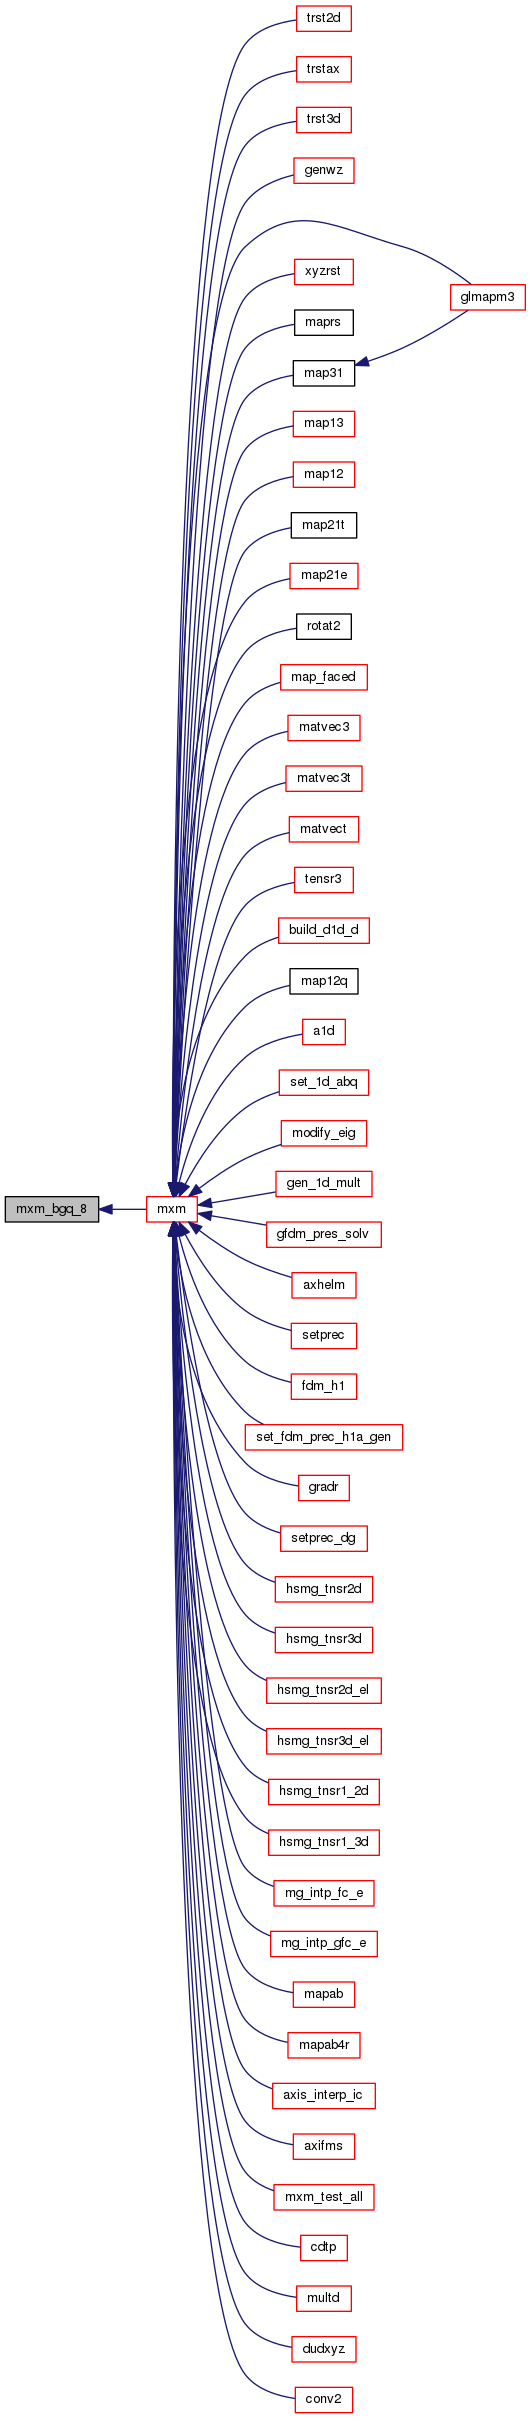 trst2d
trstax
trst3d
genwz
xyzrst
glmapm3
maprs
map31
map13
map12
map21t
map21e
rotat2
map_faced
matvec3
matvec3t
matvect
tensr3
build_d1d_d
map12q
a1d
set_1d_abq
modify_eig
gen_1d_mult
mxm_bgq_8
mxm
gfdm_pres_solv
axhelm
setprec
fdm_h1
set_fdm_prec_h1a_gen
gradr
setprec_dg
hsmg_tnsr2d
hsmg_tnsr3d
hsmg_tnsr2d_el
hsmg_tnsr3d_el
hsmg_tnsr1_2d
hsmg_tnsr1_3d
mg_intp_fc_e
mg_intp_gfc_e
mapab
mapab4r
axis_interp_ic
axifms
mxm_test_all
cdtp
multd
dudxyz
conv2